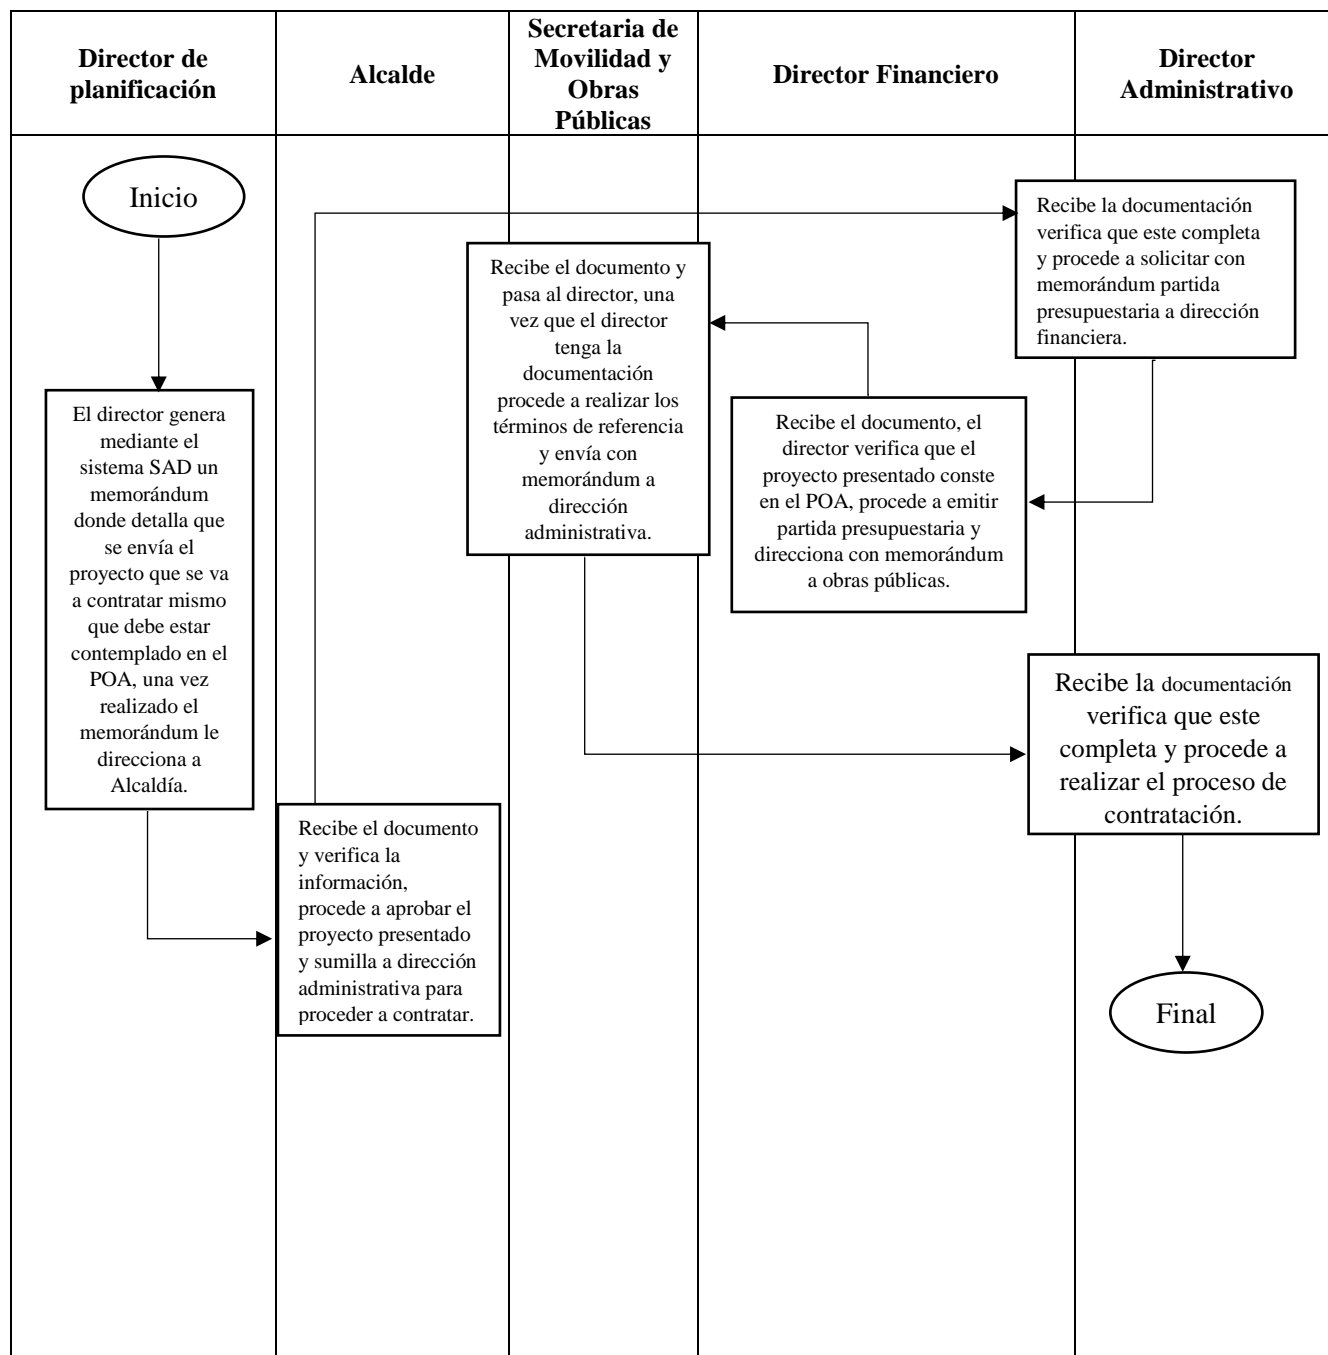 Director de
planificación
Alcalde
Secretaria de
Movilidad y
Obras
Públicas
Director Financiero
Director
Administrativo
Inicio
El director genera
mediante el
sistema SAD un
memorándum
donde detalla que
se envía el
proyecto que se va
a contratar mismo
que debe estar
contemplado en el
POA, una vez
realizado el
memorándum le
direcciona a
Alcaldía.
Recibe el documento
y verifica la
información,
procede a aprobar el
proyecto presentado
y sumilla a dirección
administrativa para
proceder a contratar.
Recibe la documentación
verifica que este completa
y procede a solicitar con
memorándum partida
presupuestaria a dirección
financiera.
Recibe el documento, el
director verifica que el
proyecto presentado conste
en el POA, procede a emitir
partida presupuestaria y
direcciona con memorándum
a obras públicas.
Recibe el documento y
pasa al director, una
vez que el director
tenga la
documentación
procede a realizar los
términos de referencia
y envía con
memorándum a
dirección
administrativa.
Recibe la documentación
verifica que este
completa y procede a
realizar el proceso de
contratación.
Final